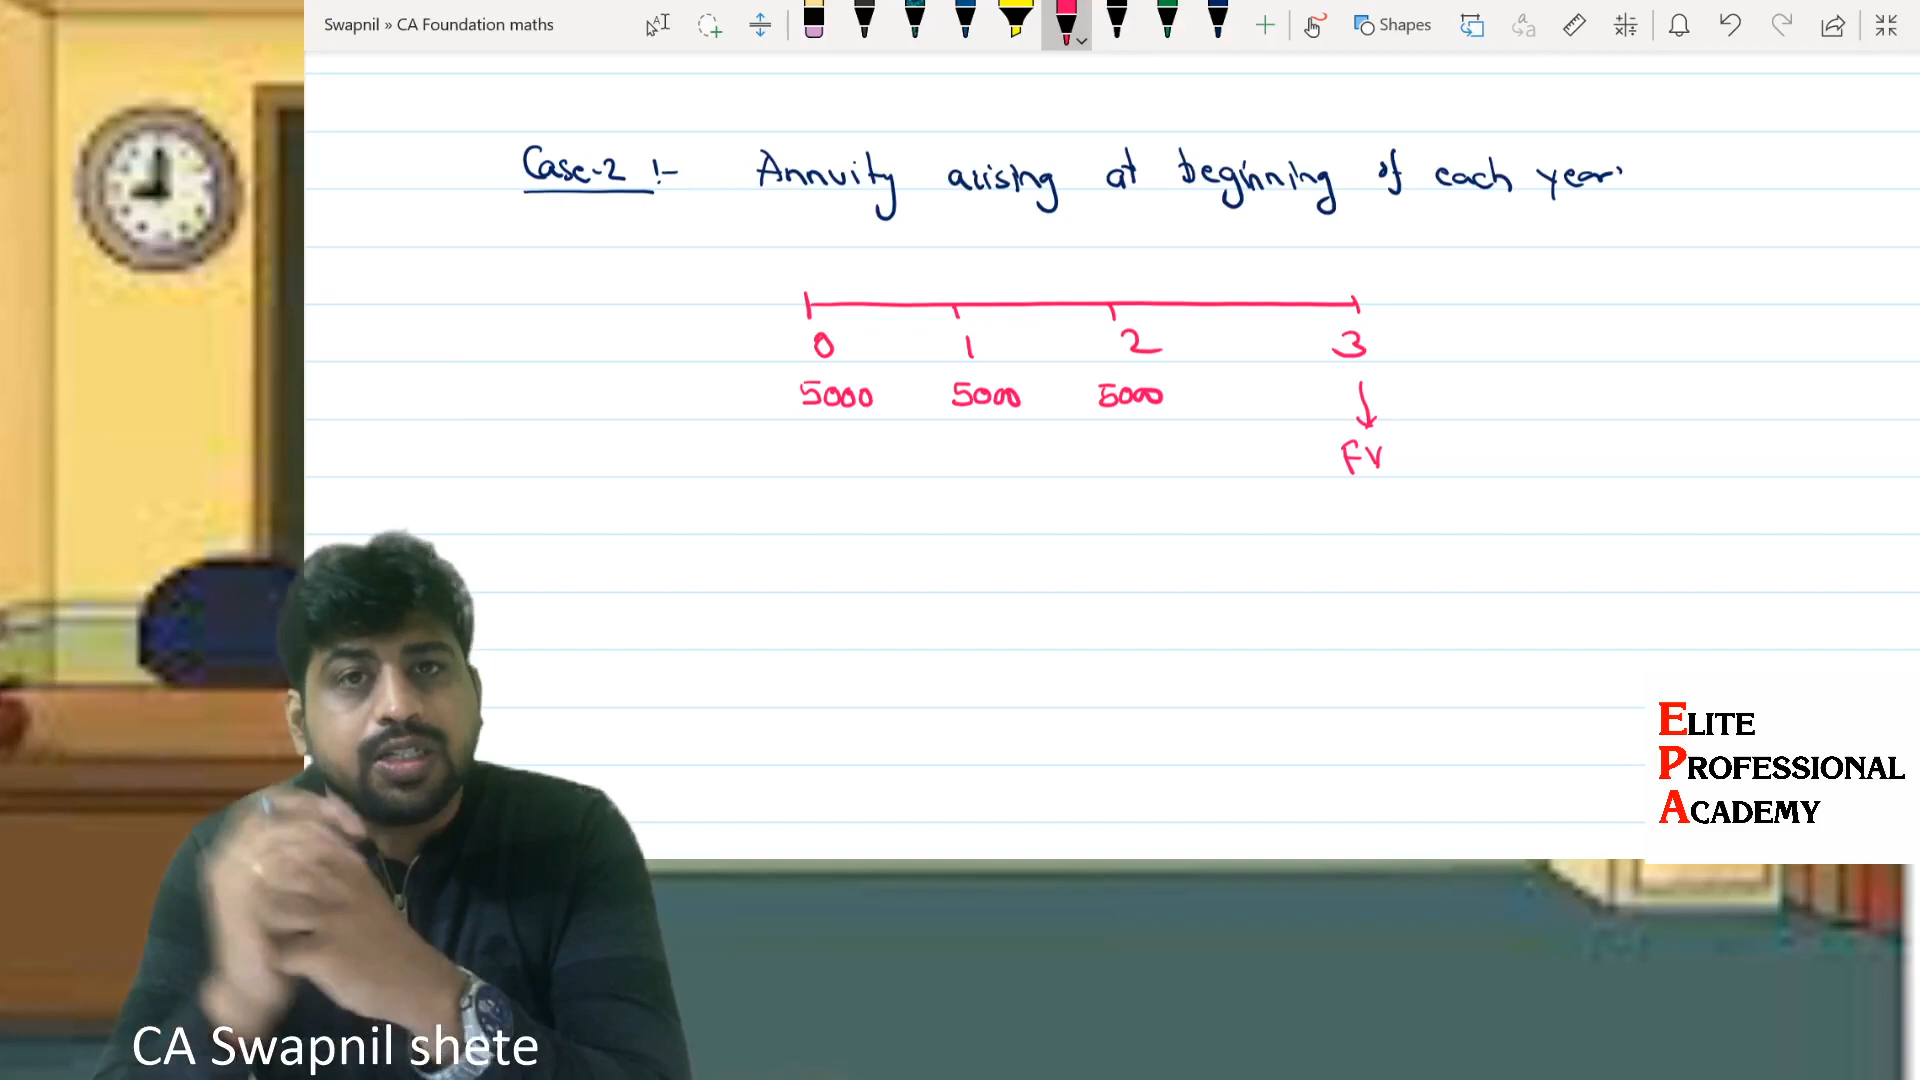 Swapnil » CA Foundation maths
Shapes
Case-2 :- Annuity arising at beginning of each year.
0 1 2 3
5000 5000 5000
FV
ELITE
PROFESSIONAL
ACADEMY
CA Swapnil shete